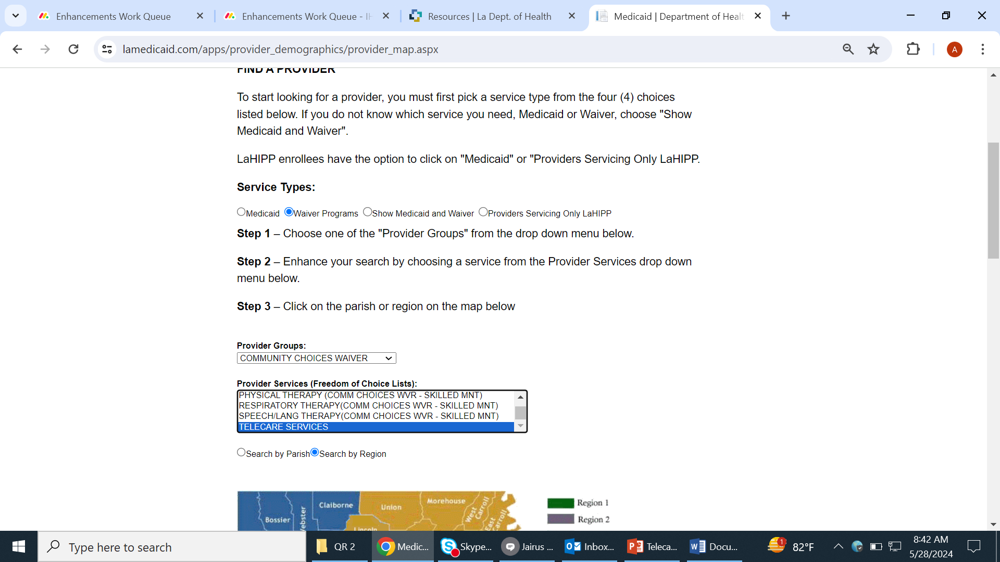 Enhancements Work Queue
Enhancements Work Queue - IH
Resources | La Dept. of Health
Medicaid | Department of Healt
lamedicaid.com/apps/provider_demographics/provider_map.aspx
A
FIND A PROVIDER
To start looking for a provider, you must first pick a service type from the four (4) choices
listed below. If you do not know which service you need, Medicaid or Waiver, choose "Show
Medicaid and Waiver".
LaHIPP enrollees have the option to click on "Medicaid" or "Providers Servicing Only LaHIPP.
Service Types:
Medicaid Waiver Programs Show Medicaid and Waiver Providers Servicing Only LaHIPP
Step 1 – Choose one of the "Provider Groups" from the drop down menu below.
Step 2 – Enhance your search by choosing a service from the Provider Services drop down
menu below.
Step 3 – Click on the parish or region on the map below
Provider Groups:
COMMUNITY CHOICES WAIVER
Provider Services (Freedom of Choice Lists):
PHYSICAL THERAPY (COMM CHOICES WVR - SKILLED MNT)
RESPIRATORY THERAPY(COMM CHOICES WVR - SKILLED MNT)
SPEECH/LANG THERAPY(COMM CHOICES WVR - SKILLED MNT)
TELECARE SERVICES
Search by Parish Search by Region
Claiborne
Union
Morehouse
West
Carroll
East
Carroll
Bossier
Lincoln
Region 1
Region 2
Type here to search
QR 2
Medic...
Skype...
Jairus ...
Inbox...
Teleca...
Docu...
1
82°F
8:42 AM
5/28/2024